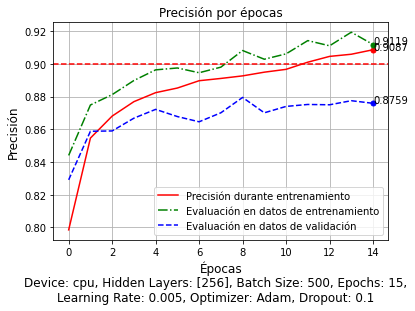 Precisión por épocas
Precisión
0.92
0.90
0.88
0.86
0.84
0.82
0.80
0.9119
0.9087
0.8759
Precisión durante entrenamiento
Evaluación en datos de entrenamiento
Evaluación en datos de validación
0 2 4 6 8 10 12 14
Épocas
Device: cpu, Hidden Layers: [256], Batch Size: 500, Epochs: 15,
Learning Rate: 0.005, Optimizer: Adam, Dropout: 0.1